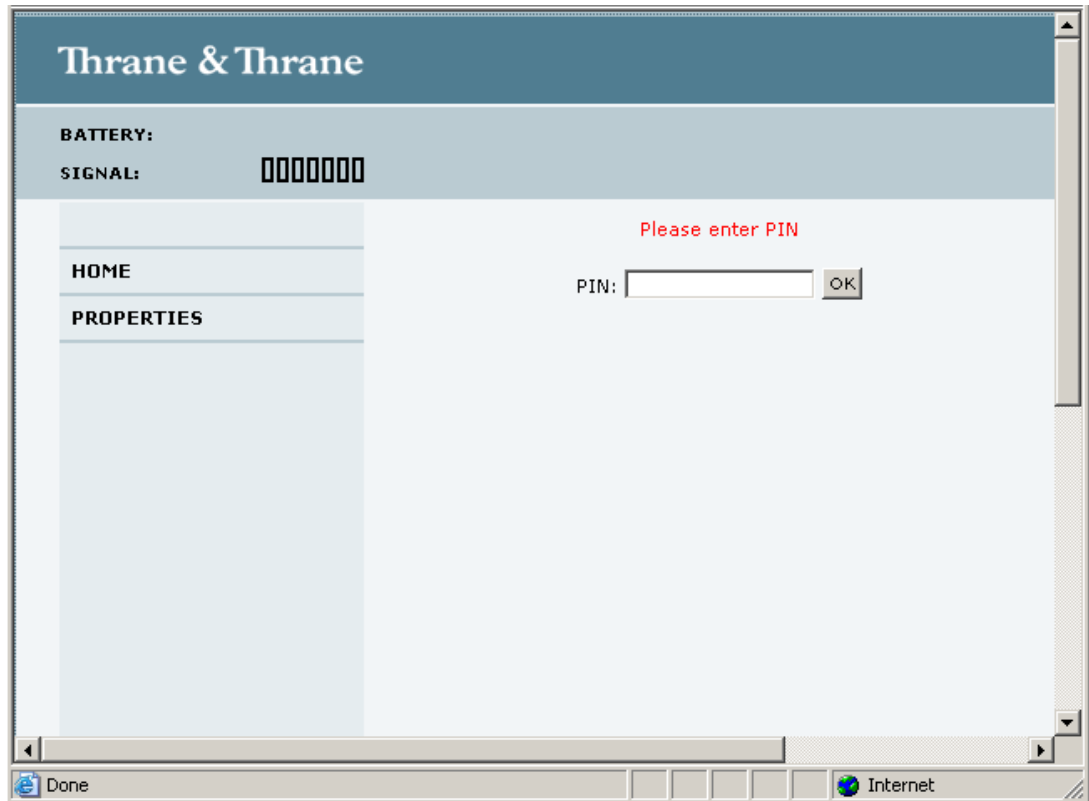 Thrane & Thrane
BATTERY:
SIGNAL:
Please enter PIN
HOME
PIN: OK
PROPERTIES
Done
Internet